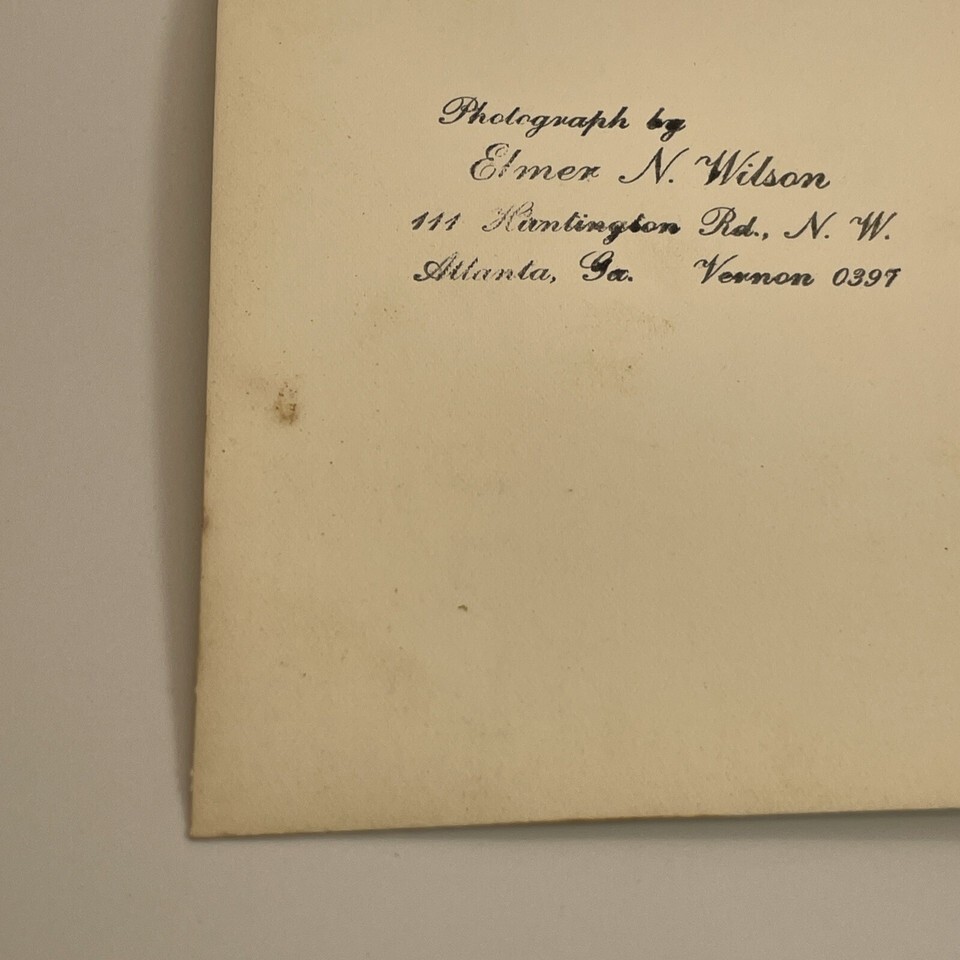 Photograph by
Elmer N. Wilson
111 Huntington Rd., N. W.
Atlanta, Ga. Vernon 0397